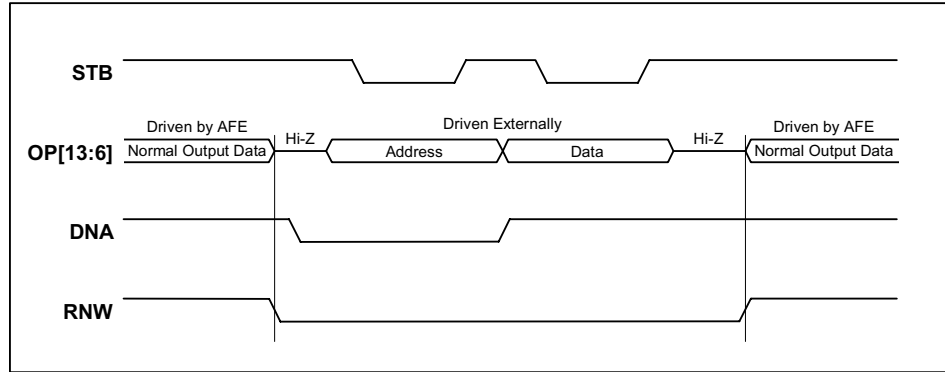 STB
Driven by AFE
Hi-Z
Driven Externally
Hi-Z
Driven by AFE
OP[13:6]
Normal Output Data
Address
Data
Normal Output Data
DNA
RNW